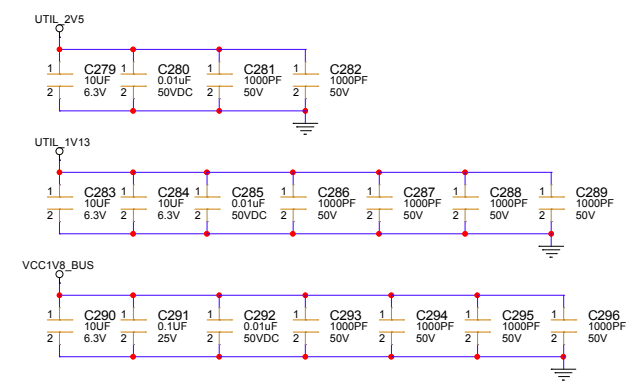 UTIL_2V5
1 C279 1 C280 1 C281 1 C282
10UF 0.01uF 1000PF 1000PF
2 6.3V 2 50VDC 2 50V 2 50V
UTIL_1V13
1 C283 1 C284 1 C285 1 C286 1 C287 1 C288 1 C289
10UF 10UF 0.01uF 1000PF 1000PF 1000PF 1000PF
2 6.3V 2 6.3V 2 50VDC 2 50V 2 50V 2 50V 2 50V
VCC1V8_BUS
1 C290 1 C291 1 C292 1 C293 1 C294 1 C295 1 C296
10UF 0.1UF 0.01uF 1000PF 1000PF 1000PF 1000PF
2 6.3V 2 25V 2 50VDC 2 50V 2 50V 2 50V 2 50V